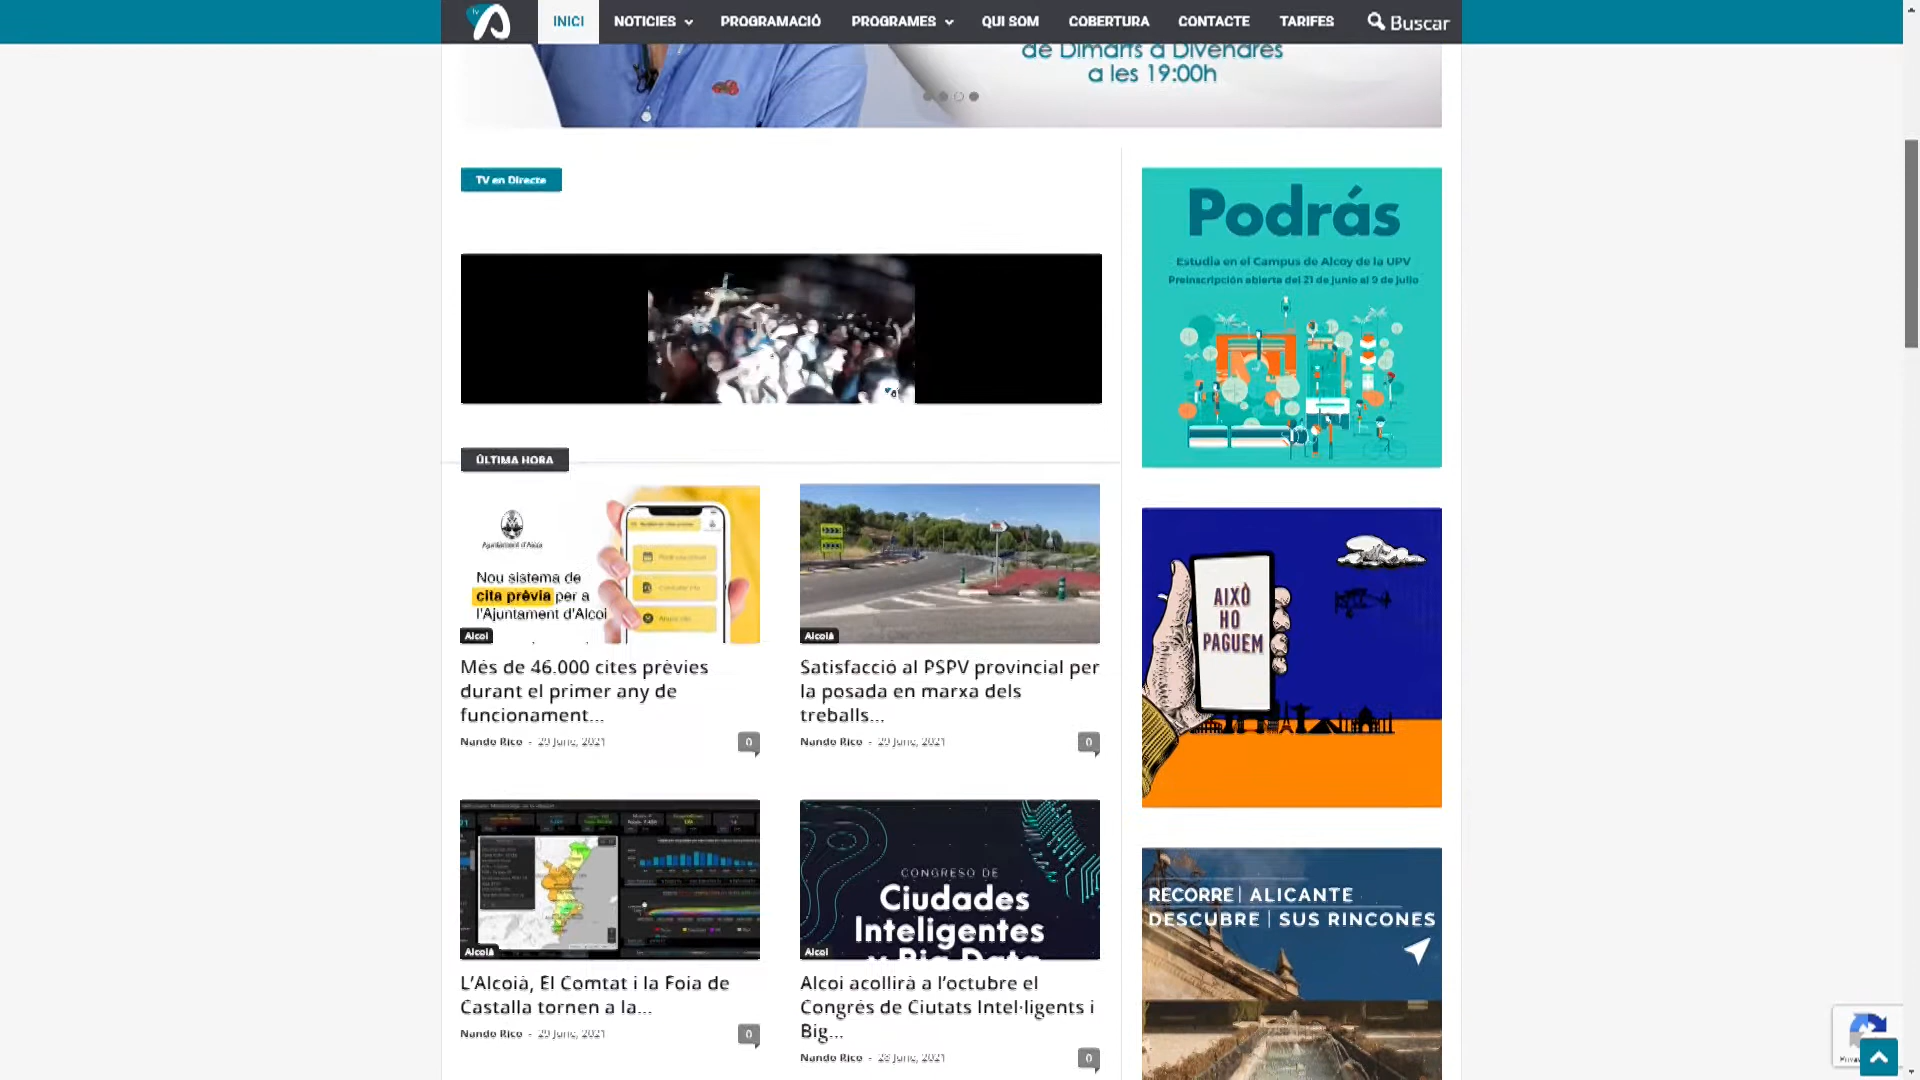 INICI NOTICIES PROGRAMACIÓ PROGRAMES QUI SOM COBERTURA CONTACTE TARIFES Buscar
de Dimarts a Divendres
a les 19:00h
TV en Directe
Podrás
Estudia en el Campus de Alcoy de la UPV
Preinscripción abierta del 21 de junio al 9 de julio
ÚLTIMA HORA
Ajuntament d'Alcoi
Nou sistema de
cita prèvia per a
l'Ajuntament d'Alcoi
Alcoi
Alcoià
AIXÒ
HO
PAGUEM
Més de 46.000 cites prèvies
durant el primer any de
funcionament...
Nando Rico - 29 June, 2021
0
Satisfacció al PSPV provincial per
la posada en marxa dels
treballs...
Nando Rico - 29 June, 2021
0
CONGRESO DE
Ciudades
Inteligentes
y Big Data
Alcoià
Alcoi
RECORRE | ALICANTE
DESCUBRE | SUS RINCONES
L'Alcoià, El Comtat i la Foia de
Castalla tornen a la...
Nando Rico - 29 June, 2021
0
Alcoi acollirà a l'octubre el
Congrés de Ciutats Intel·ligents i
Big...
Nando Rico - 28 June, 2021
0